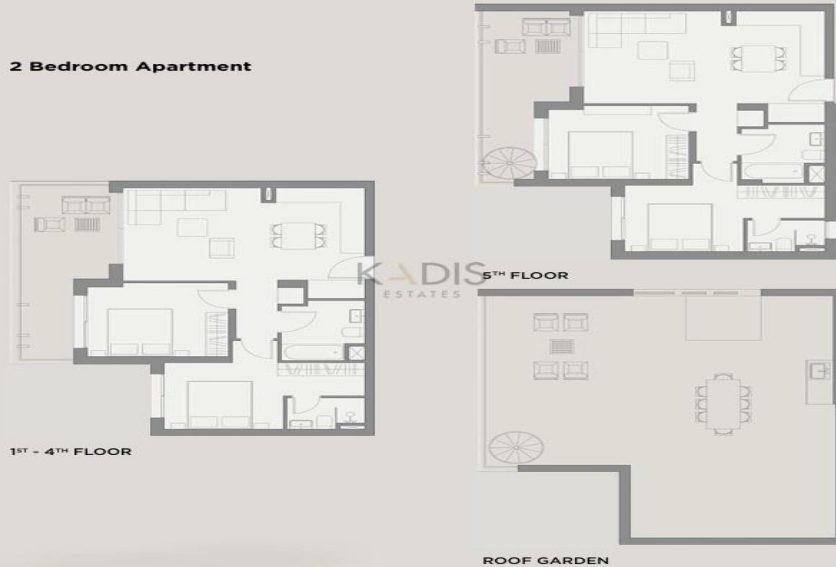 2 Bedroom Apartment
5TH FLOOR
KADIS
ESTATES
1ST - 4TH FLOOR
ROOF GARDEN